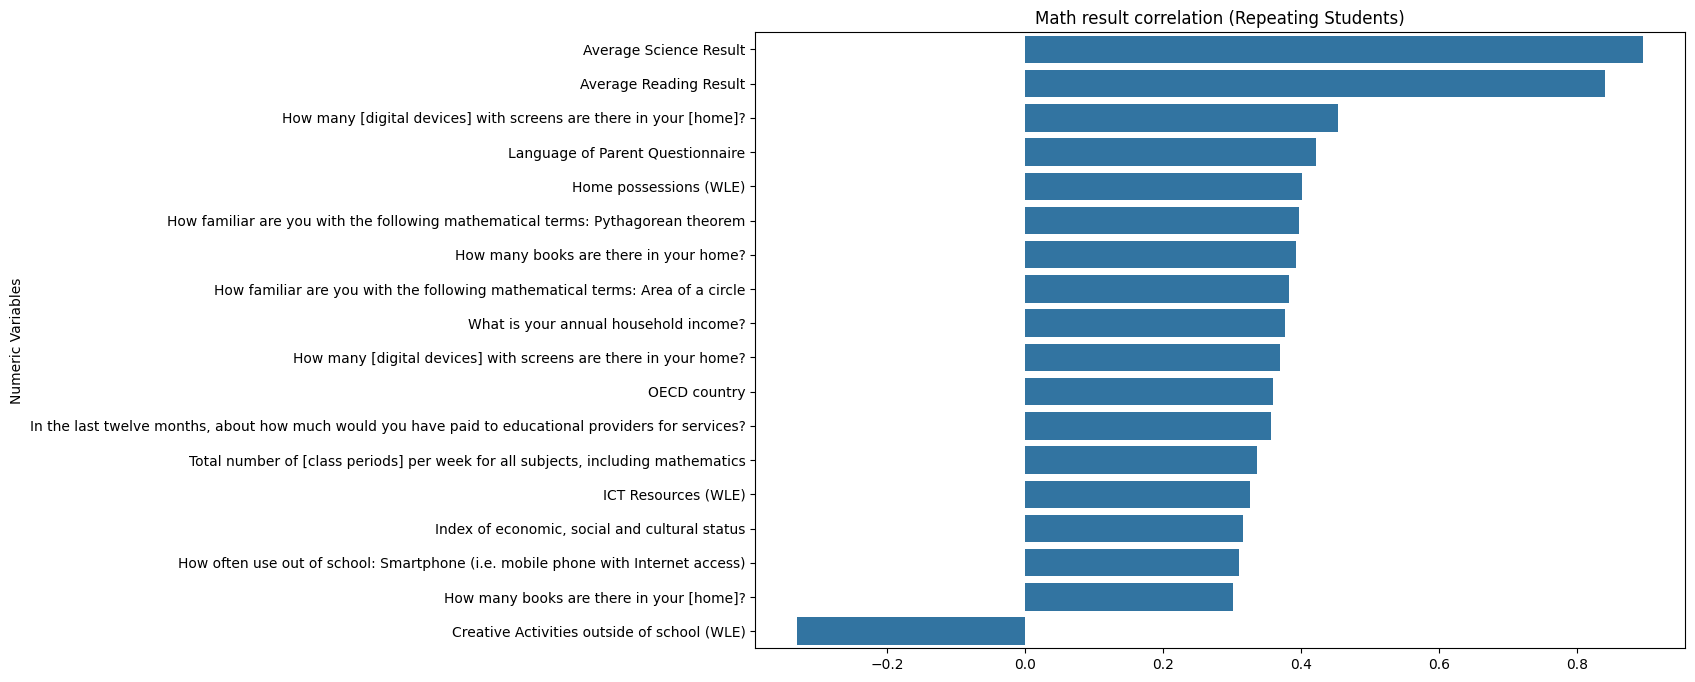 Math result correlation (Repeating Students)
Numeric Variables
Average Science Result
Average Reading Result
How many [digital devices] with screens are there in your [home]?
Language of Parent Questionnaire
Home possessions (WLE)
How familiar are you with the following mathematical terms: Pythagorean theorem
How many books are there in your home?
How familiar are you with the following mathematical terms: Area of a circle
What is your annual household income?
How many [digital devices] with screens are there in your home?
OECD country
In the last twelve months, about how much would you have paid to educational providers for services?
Total number of [class periods] per week for all subjects, including mathematics
ICT Resources (WLE)
Index of economic, social and cultural status
How often use out of school: Smartphone (i.e. mobile phone with Internet access)
How many books are there in your [home]?
Creative Activities outside of school (WLE)
−0.2 0.0 0.2 0.4 0.6 0.8